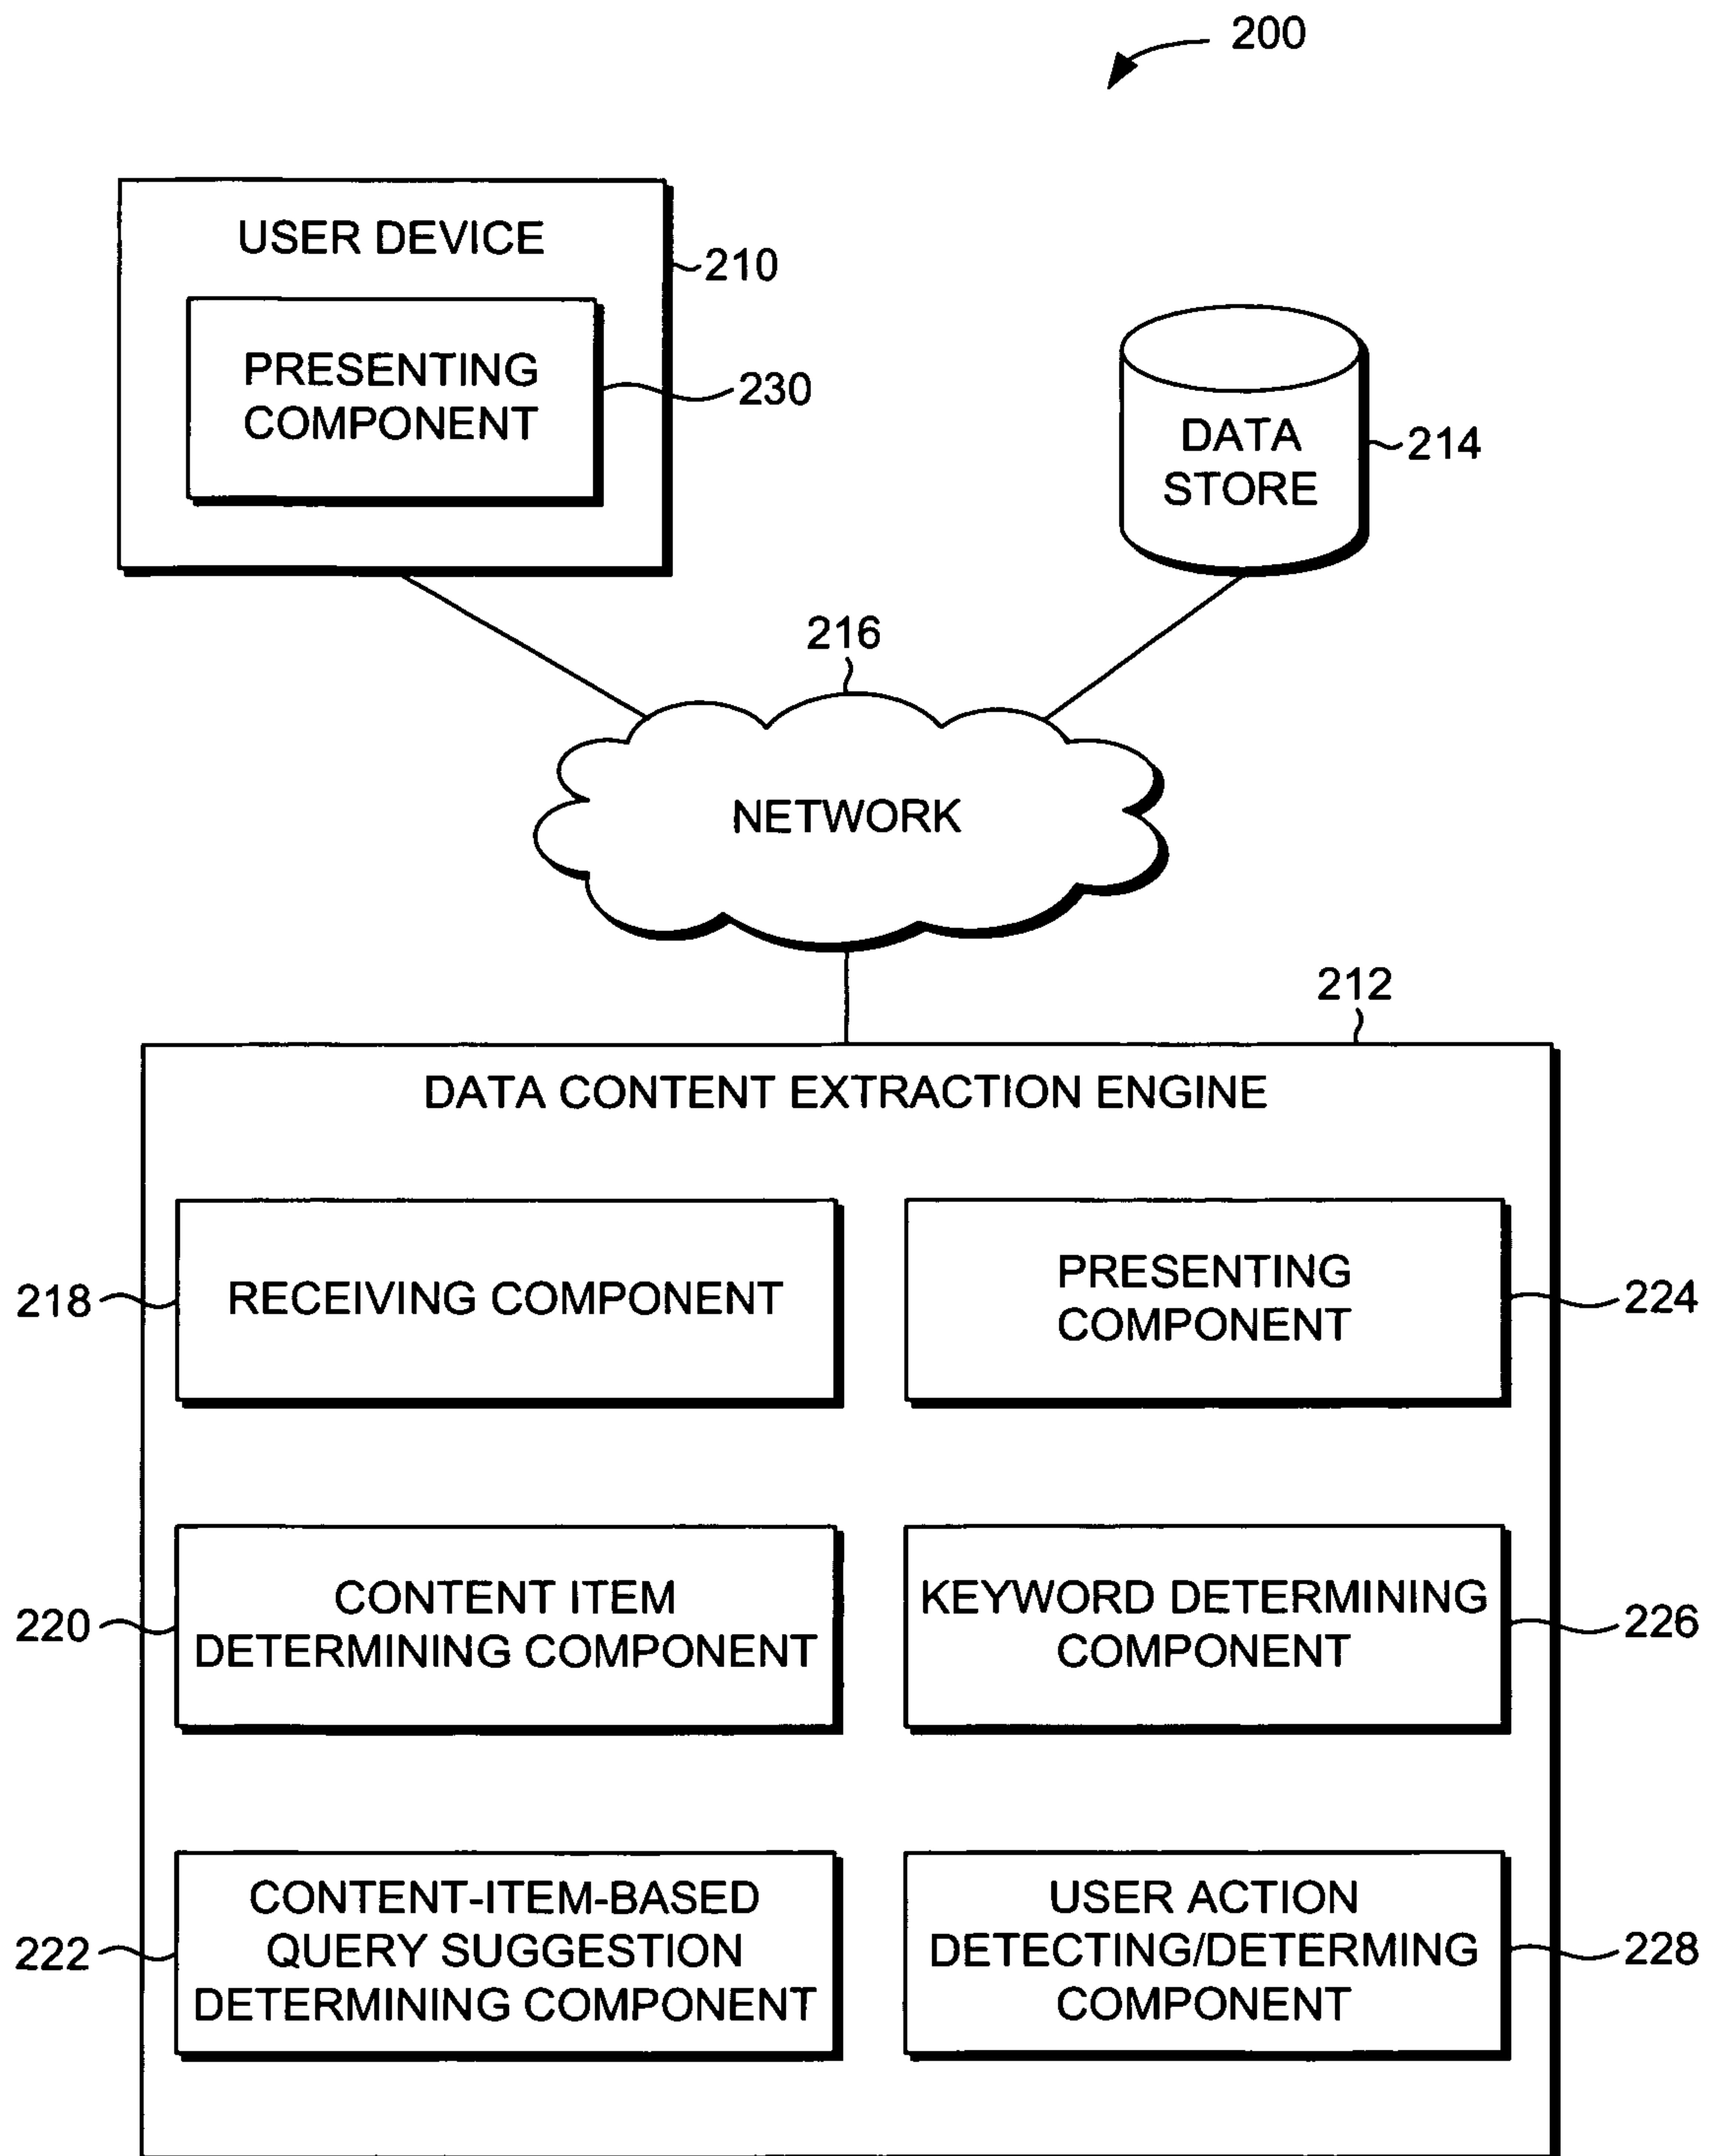 200
USER DEVICE
210
PRESENTING
COMPONENT
230
DATA
STORE
214
216
NETWORK
212
DATA CONTENT EXTRACTION ENGINE
218
RECEIVING COMPONENT
PRESENTING
COMPONENT
224
220
CONTENT ITEM
DETERMINING COMPONENT
KEYWORD DETERMINING
COMPONENT
226
222
CONTENT-ITEM-BASED
QUERY SUGGESTION
DETERMINING COMPONENT
USER ACTION
DETECTING/DETERMING
COMPONENT
228